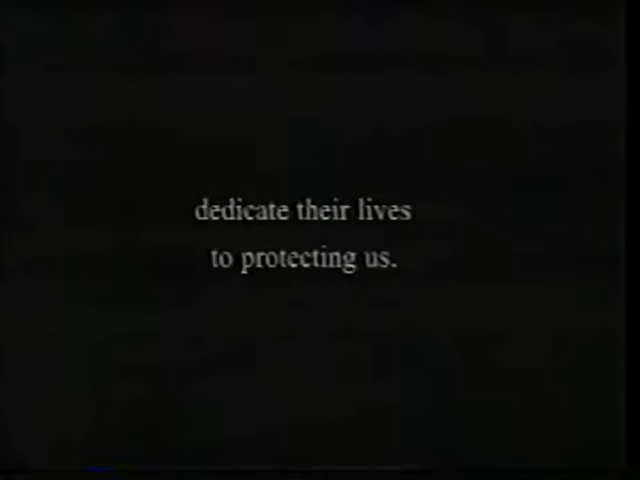 dedicate their lives
to protecting us.